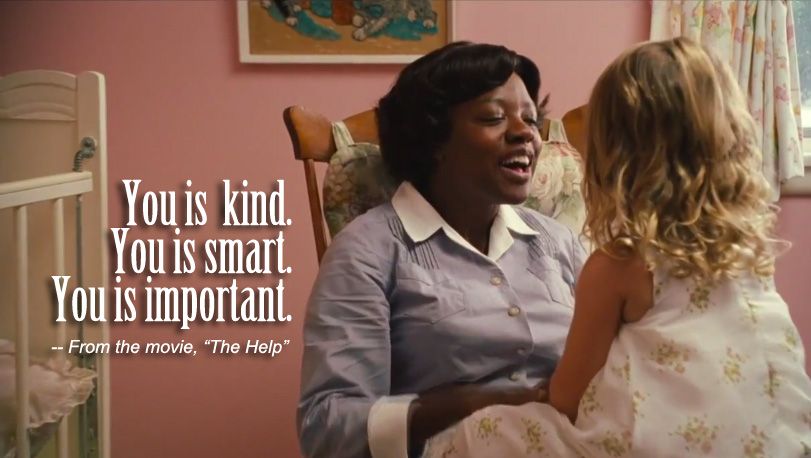 You is kind.
You is smart.
You is important.
-- From the movie, “The Help”